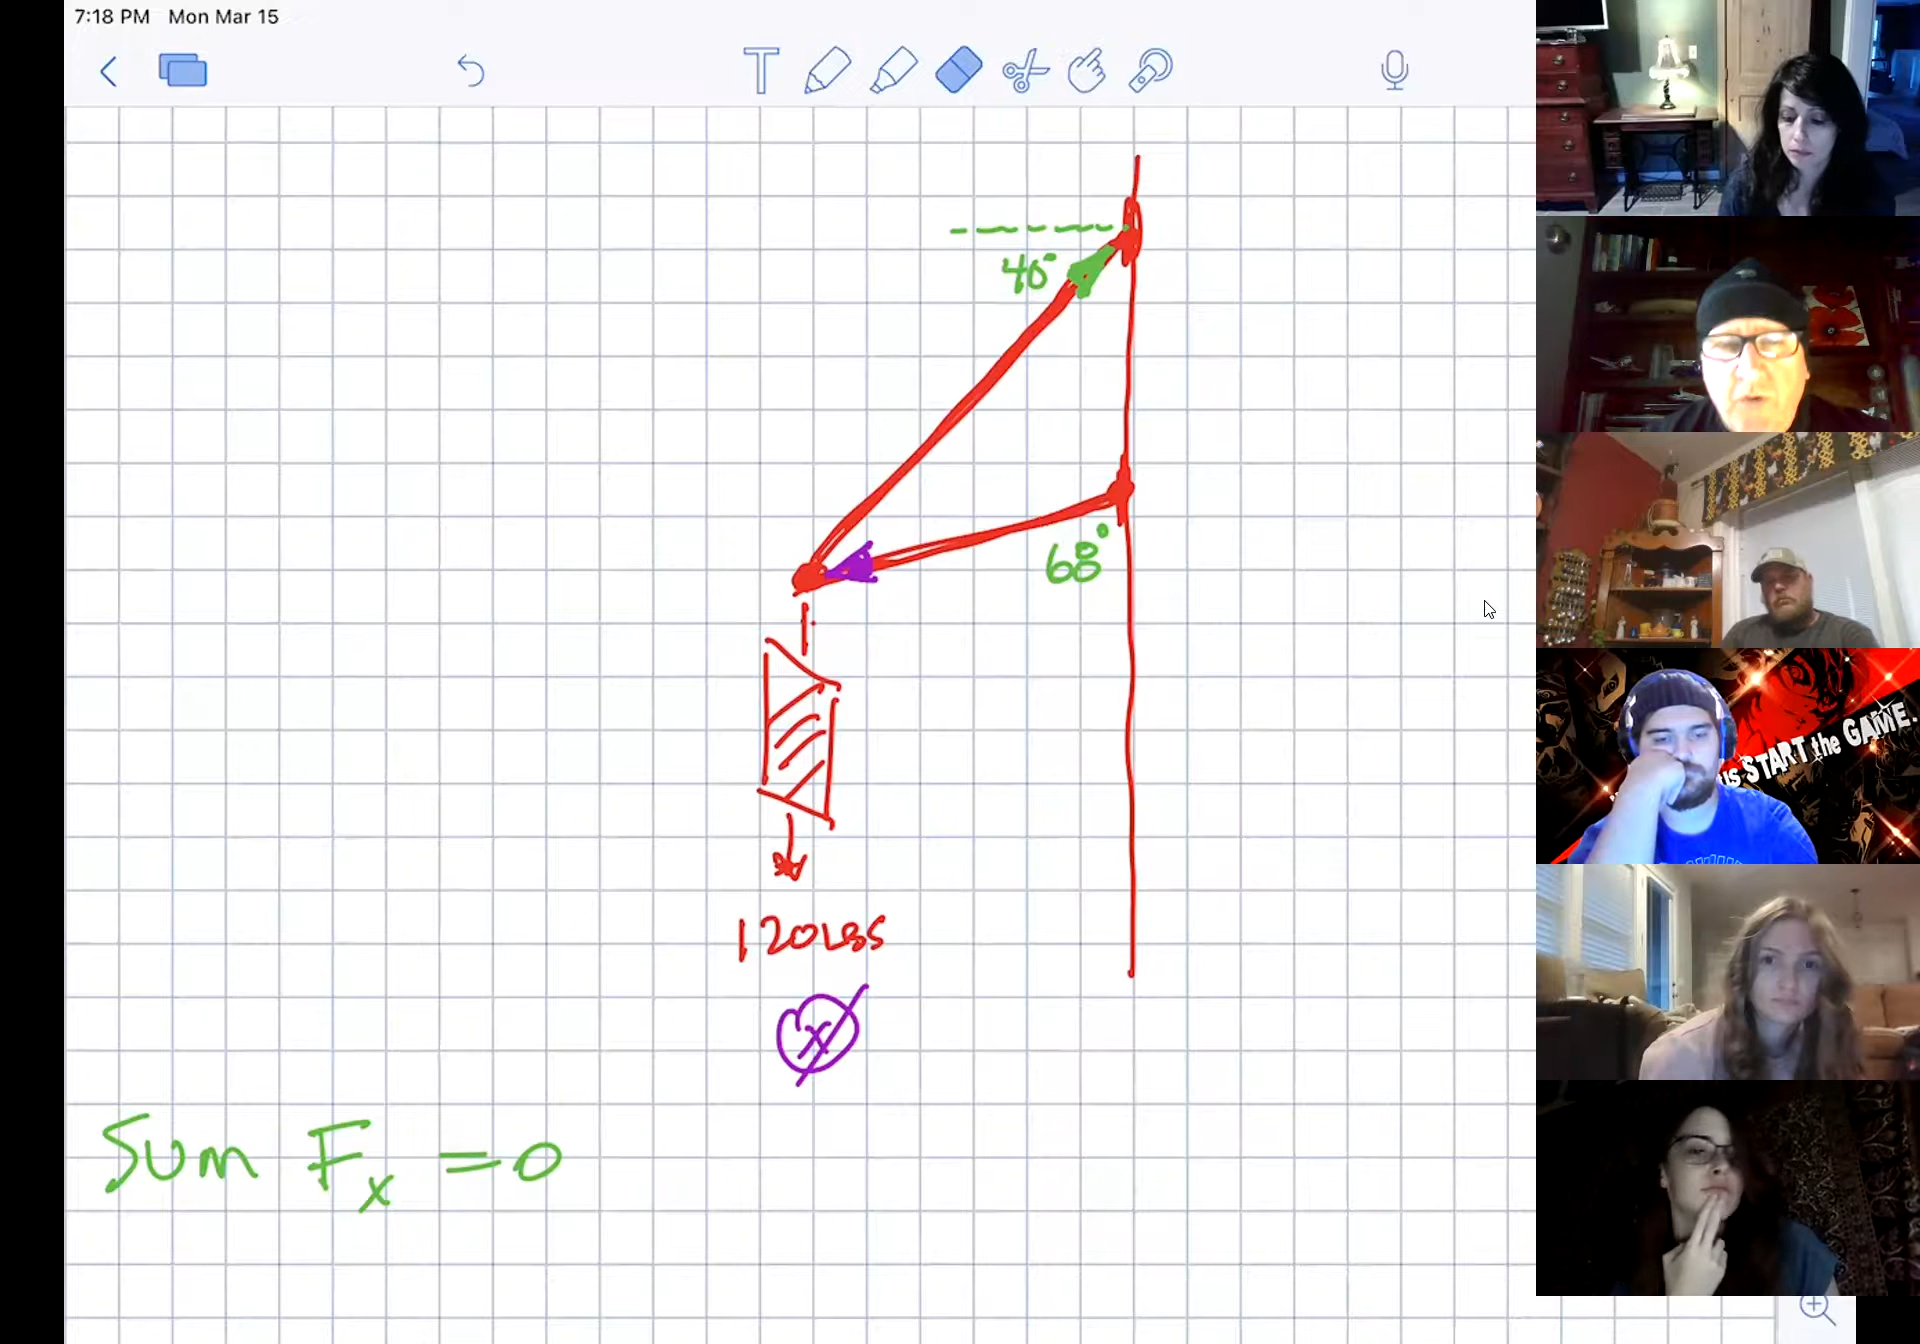 7:18 PM Mon Mar 15
T
40°
68°
120LBS
x
Sum Fx = 0
is START the GAME.